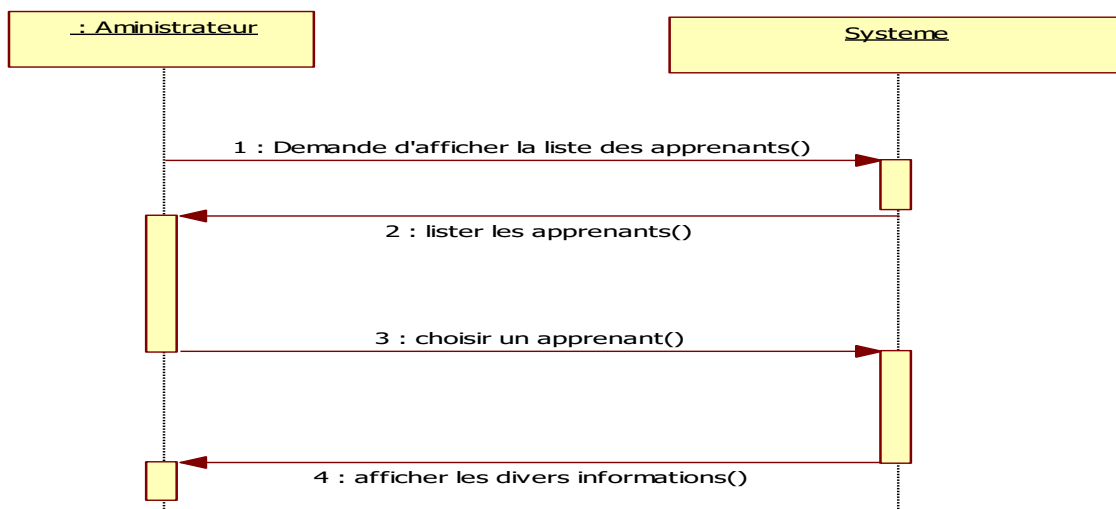 : Aministrateur
Systeme
1 : Demande d'afficher la liste des apprenants()
2 : lister les apprenants()
3 : choisir un apprenant()
4 : afficher les divers informations()